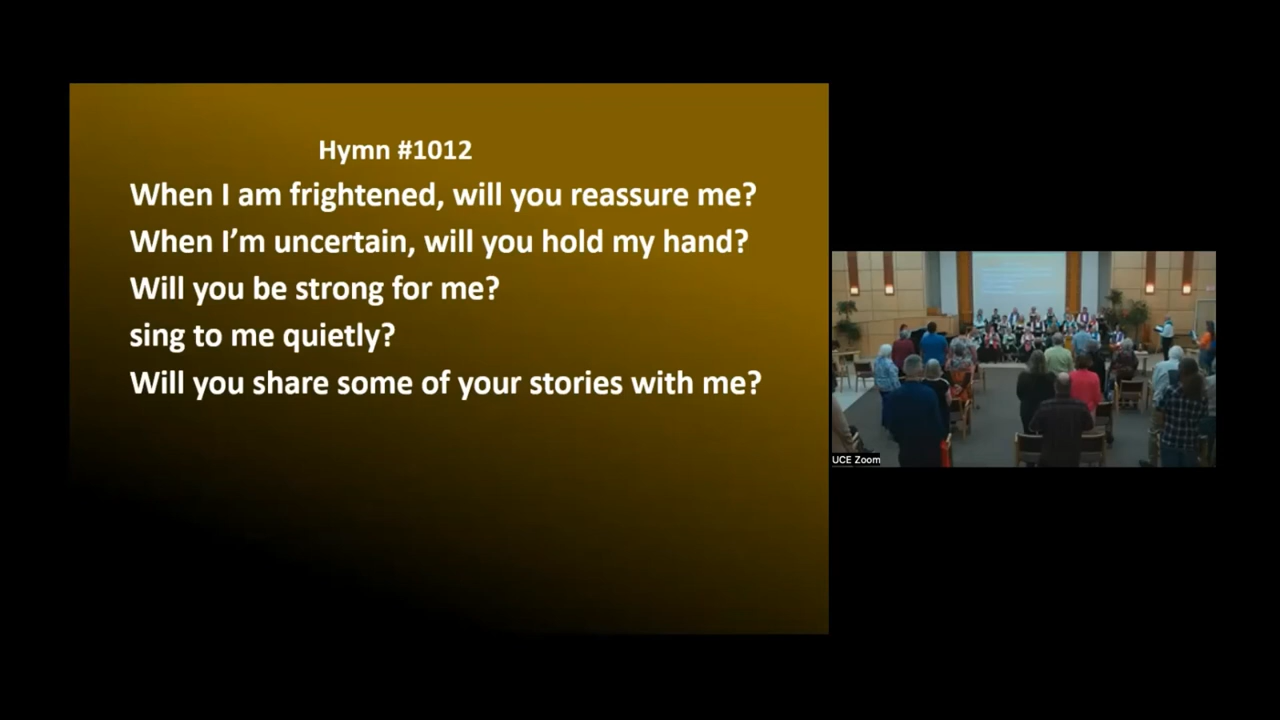 Hymn #1012
When I am frightened, will you reassure me?
When I’m uncertain, will you hold my hand?
Will you be strong for me?
sing to me quietly?
Will you share some of your stories with me?
UCE Zoom